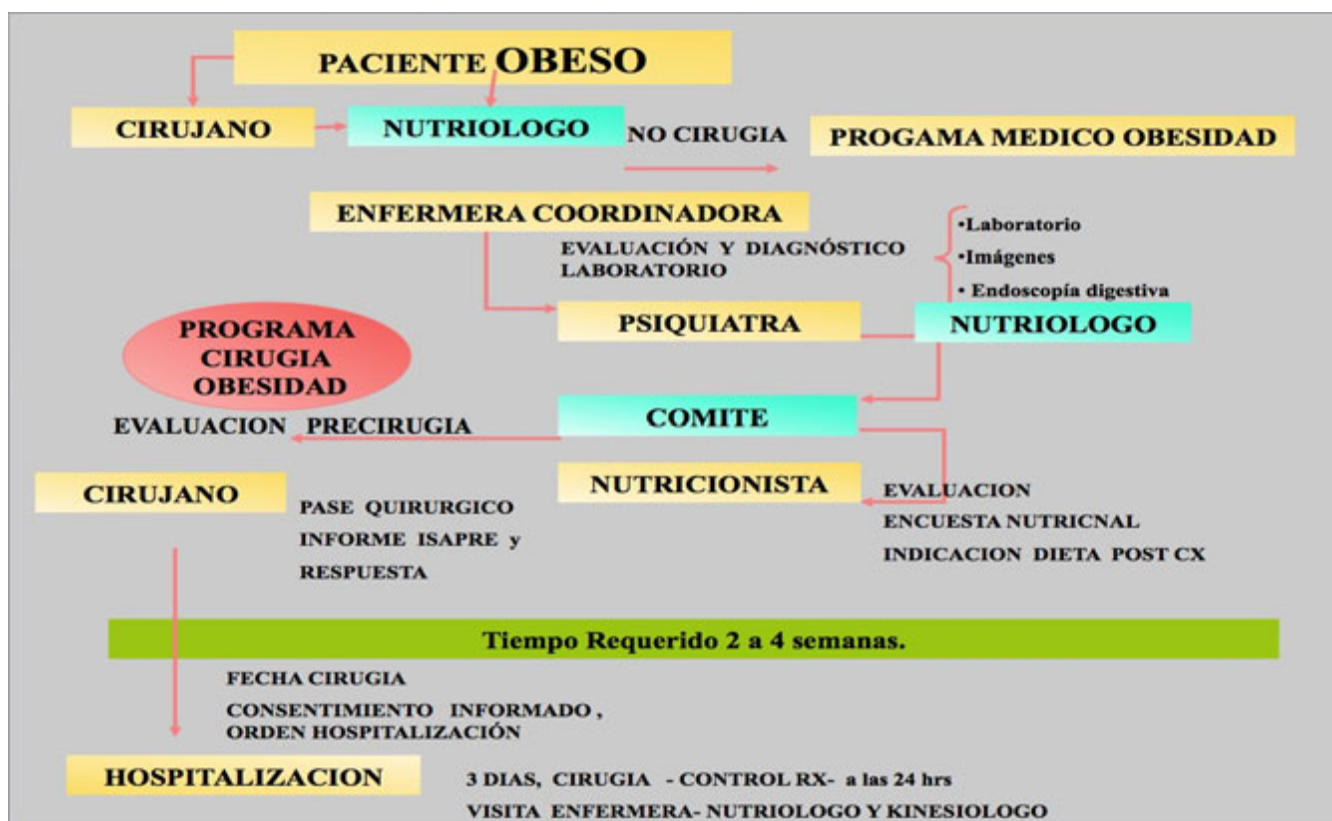 PACIENTE OBESO
CIRUJANO
NUTRIOLOGO
NO CIRUGIA
PROGAMA MEDICO OBESIDAD
ENFERMERA COORDINADORA
EVALUACIÓN Y DIAGNÓSTICO
LABORATORIO
•Laboratorio
•Imágenes
• Endoscopía digestiva
PSIQUIATRA
NUTRIOLOGO
PROGRAMA
CIRUGIA
OBESIDAD
COMITE
EVALUACION PRECIRUGIA
CIRUJANO
PASE QUIRURGICO
INFORME ISAPRE y
RESPUESTA
NUTRICIONISTA
EVALUACION
ENCUESTA NUTRICNAL
INDICACION DIETA POST CX
Tiempo Requerido 2 a 4 semanas.
FECHA CIRUGIA
CONSENTIMIENTO INFORMADO ,
ORDEN HOSPITALIZACIÓN
HOSPITALIZACION
3 DIAS, CIRUGIA - CONTROL RX- a las 24 hrs
VISITA ENFERMERA- NUTRIOLOGO Y KINESIOLOGO